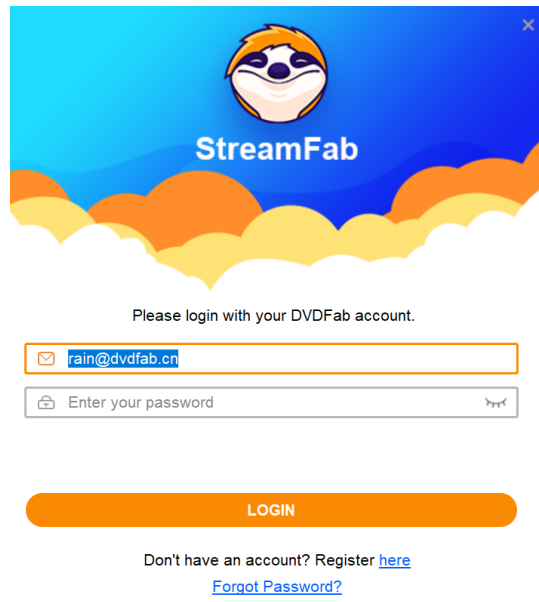 StreamFab
Please login with your DVDFab account.
rain@dvdfab.cn
Enter your password
LOGIN
Don't have an account? Register here
Forgot Password?